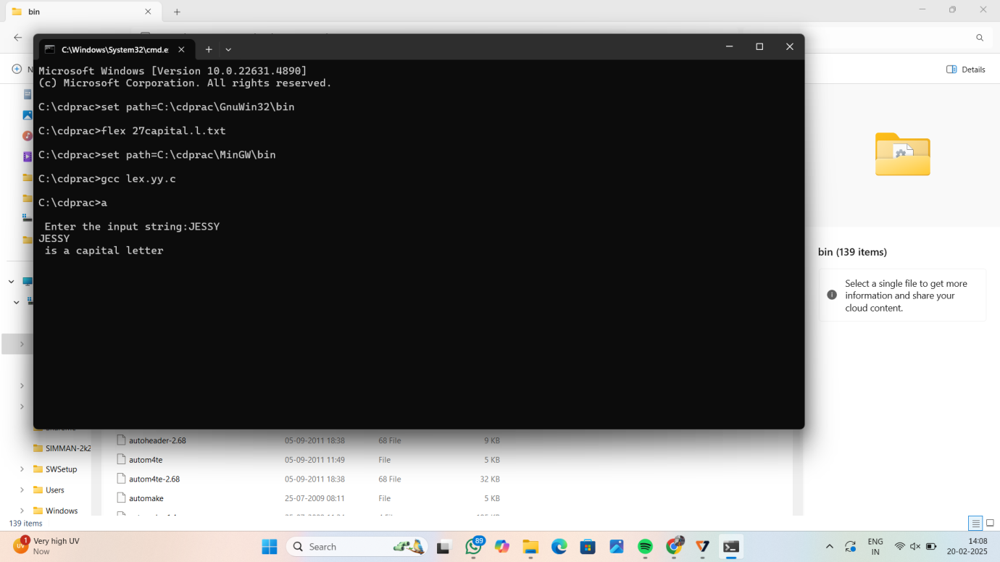 bin
N
Details
C:\Windows\System32\cmd.e
Microsoft Windows [Version 10.0.22631.4890]
(c) Microsoft Corporation. All rights reserved.
C:\cdprac>set path=C:\cdprac\GnuWin32\bin
C:\cdprac>flex 27capital.l.txt
C:\cdprac>set path=C:\cdprac\MinGW\bin
C:\cdprac>gcc lex.yy.c
C:\cdprac>a
Enter the input string:JESSY
JESSY
is a capital letter
bin (139 items)
Select a single file to get more
information and share your
cloud content.
SIMMAN-2k2
SWSetup
Users
Windows
autoheader-2.68 05-09-2011 18:38 68 File 9 KB
autom4te 05-09-2011 11:49 File 5 KB
autom4te-2.68 05-09-2011 18:38 68 File 32 KB
automake 25-07-2009 08:11 File 5 KB
139 items
UV 1 Very high UV
Now
Search
89
ENG
IN
14:08
20-02-2025